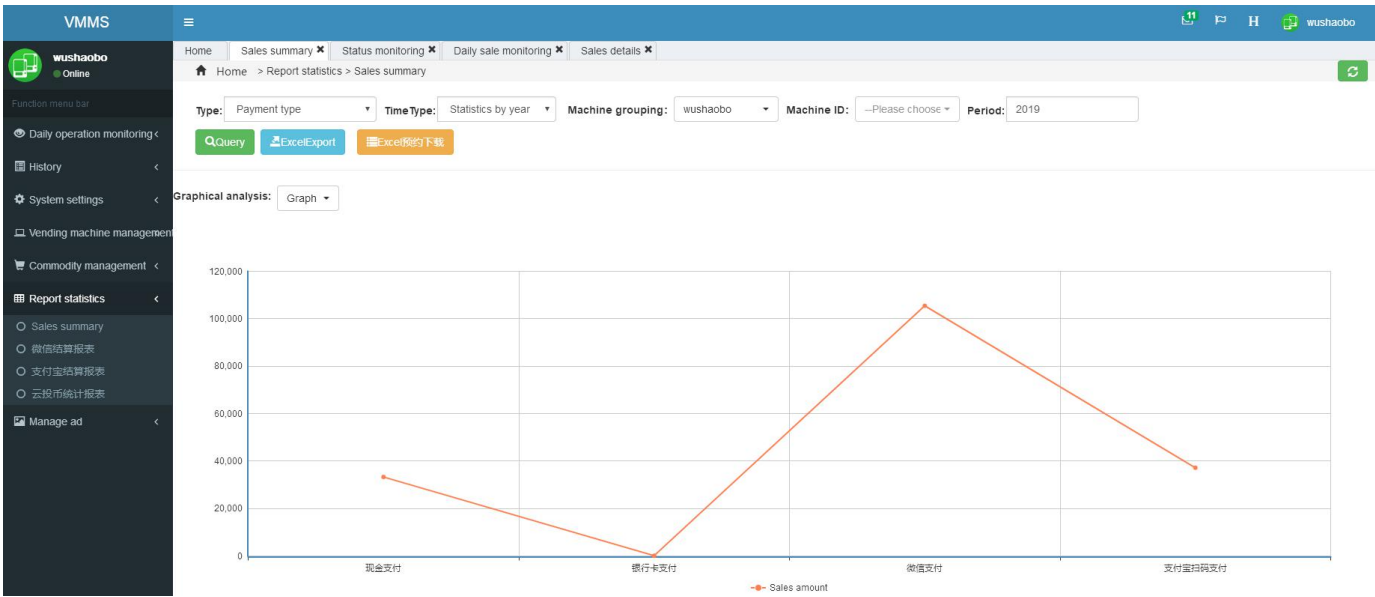 VMMS
11
H
wushaobo
wushaobo
Online
Function menu bar
Daily operation monitoring
History
System settings
Vending machine management
Commodity management
Report statistics
Sales summary
微信结算报表
支付宝结算报表
云投币统计报表
Manage ad
Home Sales summary Status monitoring Daily sale monitoring Sales details
Home > Report statistics > Sales summary
Type: Payment type TimeType: Statistics by year Machine grouping: wushaobo Machine ID: --Please choose Period: 2019
Query ExcelExport Excel预约下载
Graphical analysis: Graph
120,000
100,000
80,000
60,000
40,000
20,000
0
现金支付 银行卡支付 微信支付 支付宝扫码支付
Sales amount